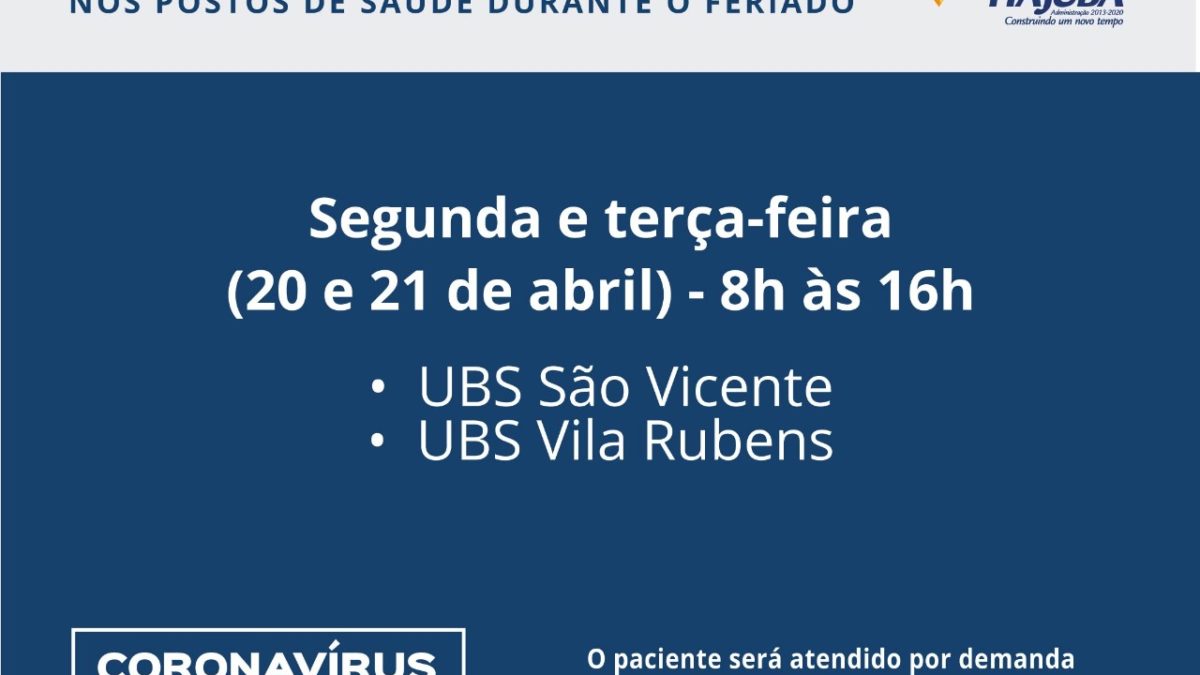 NOS POSTOS DE SAÚDE DURANTE O FERIADO
ITAJUBÁ
Administração 2013-2020
Construindo um novo tempo
Segunda e terça-feira
(20 e 21 de abril) - 8h às 16h
• UBS São Vicente
• UBS Vila Rubens
CORONAVÍRUS
O paciente será atendido por demanda